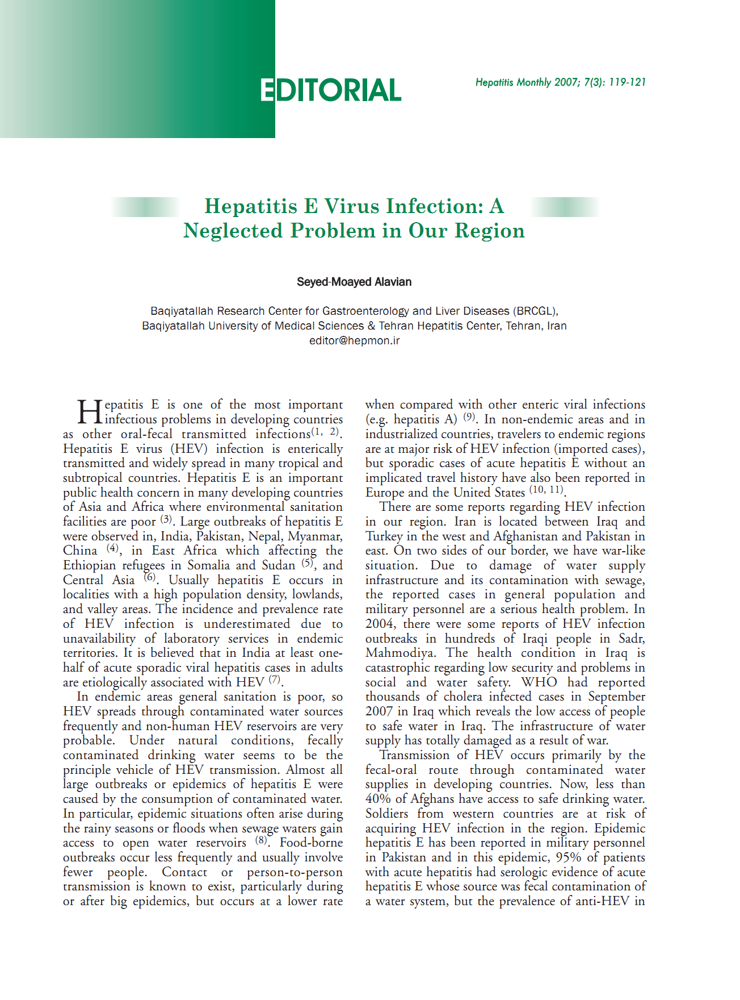 EDITORIAL
Hepatitis Monthly 2007; 7(3): 119-121
Hepatitis E Virus Infection: A
Neglected Problem in Our Region
Seyed-Moayed Alavian
Baqiyatallah Research Center for Gastroenterology and Liver Diseases (BRCGL),
Baqiyatallah University of Medical Sciences & Tehran Hepatitis Center, Tehran, Iran
editor@hepmon.ir
Hepatitis E is one of the most important
infectious problems in developing countries
as other oral-fecal transmitted infections(1, 2).
Hepatitis E virus (HEV) infection is enterically
transmitted and widely spread in many tropical and
subtropical countries. Hepatitis E is an important
public health concern in many developing countries
of Asia and Africa where environmental sanitation
facilities are poor (3). Large outbreaks of hepatitis E
were observed in, India, Pakistan, Nepal, Myanmar,
China (4), in East Africa which affecting the
Ethiopian refugees in Somalia and Sudan (5), and
Central Asia (6). Usually hepatitis E occurs in
localities with a high population density, lowlands,
and valley areas. The incidence and prevalence rate
of HEV infection is underestimated due to
unavailability of laboratory services in endemic
territories. It is believed that in India at least one-
half of acute sporadic viral hepatitis cases in adults
are etiologically associated with HEV (7).
In endemic areas general sanitation is poor, so
HEV spreads through contaminated water sources
frequently and non-human HEV reservoirs are very
probable. Under natural conditions, fecally
contaminated drinking water seems to be the
principle vehicle of HEV transmission. Almost all
large outbreaks or epidemics of hepatitis E were
caused by the consumption of contaminated water.
In particular, epidemic situations often arise during
the rainy seasons or floods when sewage waters gain
access to open water reservoirs (8). Food-borne
outbreaks occur less frequently and usually involve
fewer people. Contact or person-to-person
transmission is known to exist, particularly during
or after big epidemics, but occurs at a lower rate
when compared with other enteric viral infections
(e.g. hepatitis A) (9). In non-endemic areas and in
industrialized countries, travelers to endemic regions
are at major risk of HEV infection (imported cases),
but sporadic cases of acute hepatitis E without an
implicated travel history have also been reported in
Europe and the United States (10, 11).
There are some reports regarding HEV infection
in our region. Iran is located between Iraq and
Turkey in the west and Afghanistan and Pakistan in
east. On two sides of our border, we have war-like
situation. Due to damage of water supply
infrastructure and its contamination with sewage,
the reported cases in general population and
military personnel are a serious health problem. In
2004, there were some reports of HEV infection
outbreaks in hundreds of Iraqi people in Sadr,
Mahmodiya. The health condition in Iraq is
catastrophic regarding low security and problems in
social and water safety. WHO had reported
thousands of cholera infected cases in September
2007 in Iraq which reveals the low access of people
to safe water in Iraq. The infrastructure of water
supply has totally damaged as a result of war.
Transmission of HEV occurs primarily by the
fecal-oral route through contaminated water
supplies in developing countries. Now, less than
40% of Afghans have access to safe drinking water.
Soldiers from western countries are at risk of
acquiring HEV infection in the region. Epidemic
hepatitis E has been reported in military personnel
in Pakistan and in this epidemic, 95% of patients
with acute hepatitis had serologic evidence of acute
hepatitis E whose source was fecal contamination of
a water system, but the prevalence of anti-HEV in